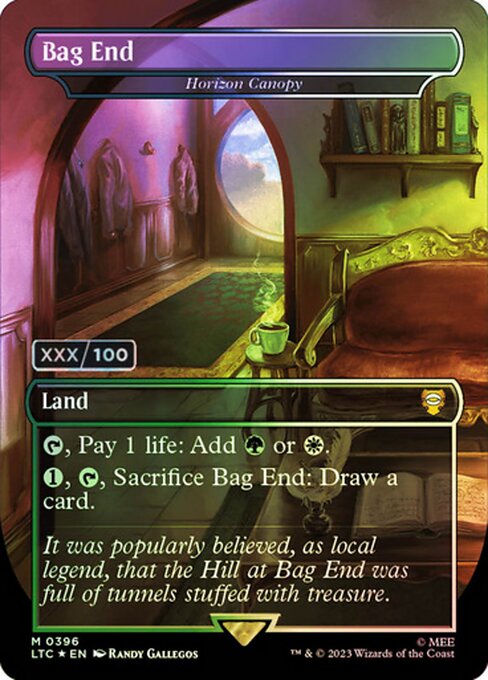 Bag End
Horizon Canopy
XXX/100
Land
, Pay 1 life: Add or .
1, , Sacrifice Bag End: Draw a
card.
It was popularly believed, as local
legend, that the Hill at Bag End was
full of tunnels stuffed with treasure.
M 0396
© MEE
LTC ★ EN RANDY GALLEGOS
™ & © 2023 Wizards of the Coast